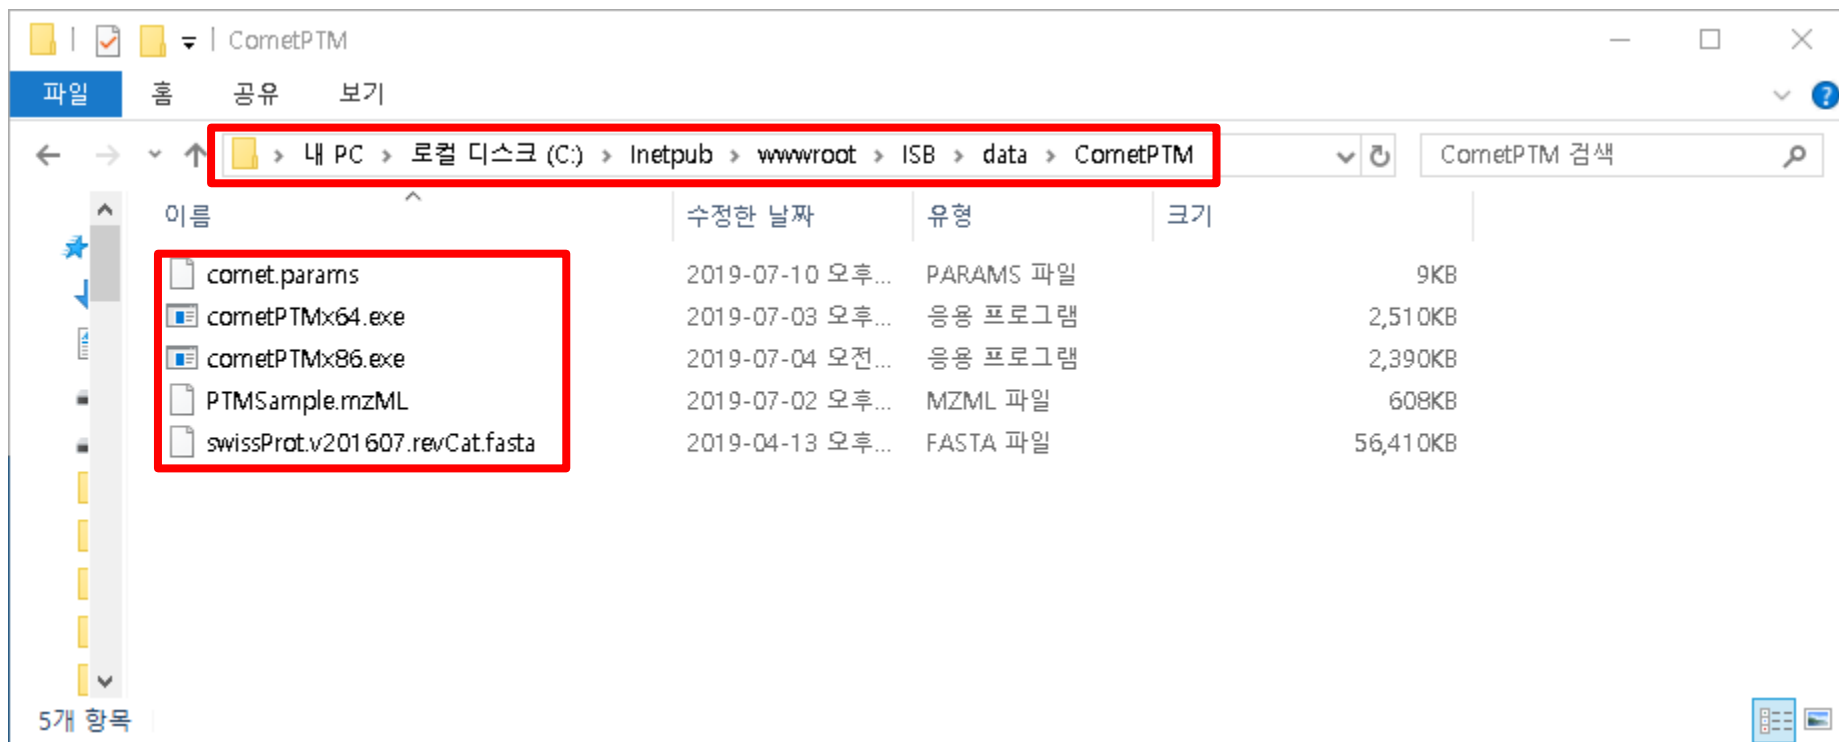 CometPTM
파일 홈 공유 보기
내 PC > 로컬 디스크 (C:) > Inetpub > wwwroot > ISB > data > CometPTM CometPTM 검색
이름 수정한 날짜 유형 크기
comet.params 2019-07-10 오후... PARAMS 파일 9KB
cometPTMx64.exe 2019-07-03 오후... 응용 프로그램 2,510KB
cometPTMx86.exe 2019-07-04 오전... 응용 프로그램 2,390KB
PTMSample.mzML 2019-07-02 오후... MZML 파일 608KB
swissProt.v201607.revCat.fasta 2019-04-13 오후... FASTA 파일 56,410KB
5개 항목